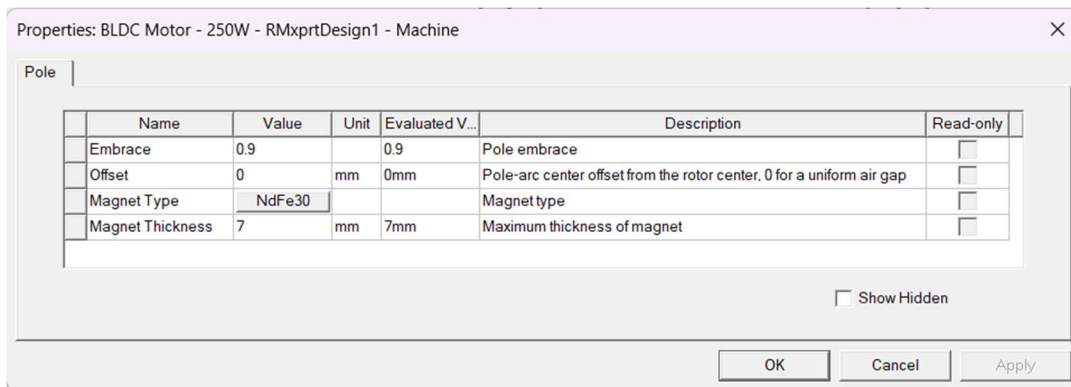 Properties: BLDC Motor - 250W - RMxprtDesign1 - Machine
Pole
Name Value Unit Evaluated V... Description Read-only
Embrace 0.9 0.9 Pole embrace
Offset 0 mm 0mm Pole-arc center offset from the rotor center, 0 for a uniform air gap
Magnet Type NdFe30 Magnet type
Magnet Thickness 7 mm 7mm Maximum thickness of magnet
Show Hidden
OK Cancel Apply